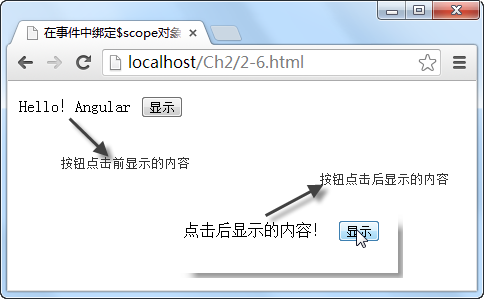 在事件中绑定$scope对象
localhost/Ch2/2-6.html
Hello! Angular 显示
按钮点击前显示的内容
按钮点击后显示的内容
点击后显示的内容! 显示